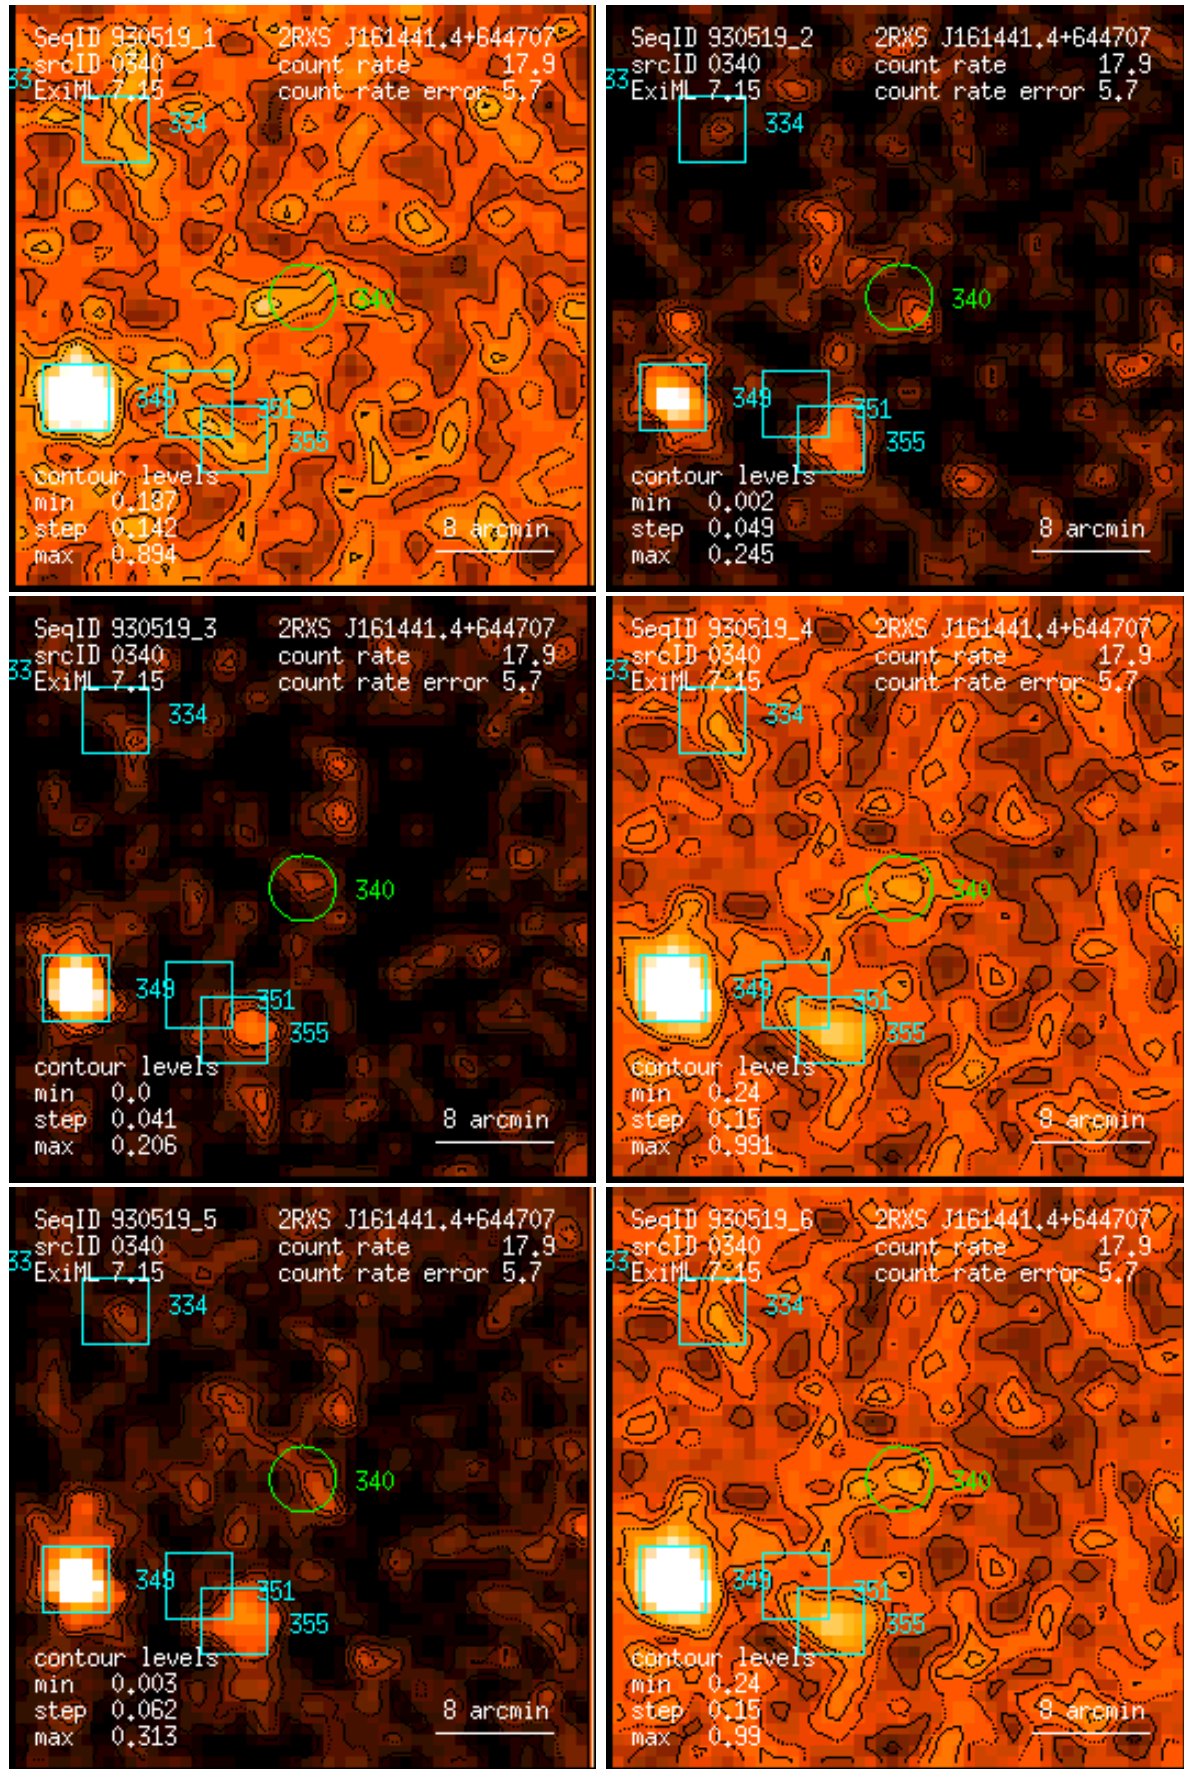 SeqID 930519_1 2RXS J161441.4+644707
srcID 0340 count rate 17.9
33
ExiML 7.15 count rate error 5.7
334
340
349 351
355
contour levels
min 0.187
step 0.142 8 arcmin
max 0.894
SeqID 930519_2 2RXS J161441.4+644707
srcID 0340 count rate 17.9
33
ExiML 7.15 count rate error 5.7
334
340
349 351
355
contour levels
min 0.002
step 0.049 8 arcmin
max 0.245
SeqID 930519_3 2RXS J161441.4+644707
srcID 0340 count rate 17.9
33
ExiML 7.15 count rate error 5.7
334
340
349 351
355
contour levels
min 0.0
step 0.041 8 arcmin
max 0.206
SeqID 930519_4 2RXS J161441.4+644707
srcID 0340 count rate 17.9
33
ExiML 7.15 count rate error 5.7
334
340
349 351
355
contour levels
min 0.24
step 0.15 8 arcmin
max 0.991
SeqID 930519_5 2RXS J161441.4+644707
srcID 0340 count rate 17.9
33
ExiML 7.15 count rate error 5.7
334
340
349 351
355
contour levels
min 0.003
step 0.062 8 arcmin
max 0.313
SeqID 930519_6 2RXS J161441.4+644707
srcID 0340 count rate 17.9
33
ExiML 7.15 count rate error 5.7
334
340
349 351
355
contour levels
min 0.24
step 0.15 8 arcmin
max 0.99